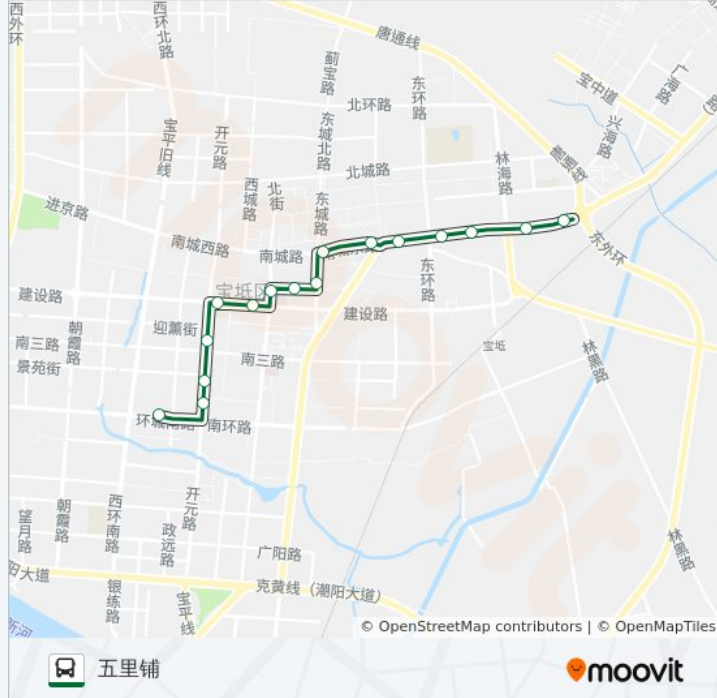 西外环
西环北路
唐通线
蓟宝路
东环路
广海路
宝中道
兴海路
北环路
宝平旧线
开元路
东城北路
林海路
北城路
西城路
北街
东城路
进京路
南城西路
南城路
东外环
宝坻区
东环路
建设路
建设路
迎薰街
朝霞路
南三路
南三路
宝坻
林黑路
景苑街
环城南路
南环路
望月路
朝霞路
西环南路
开元路
政远路
广阳路
林黑路
阳大道
银练路
宝平线
克黄线（潮阳大道）
新河
© OpenStreetMap contributors | © OpenMapTiles
五里铺
moovit